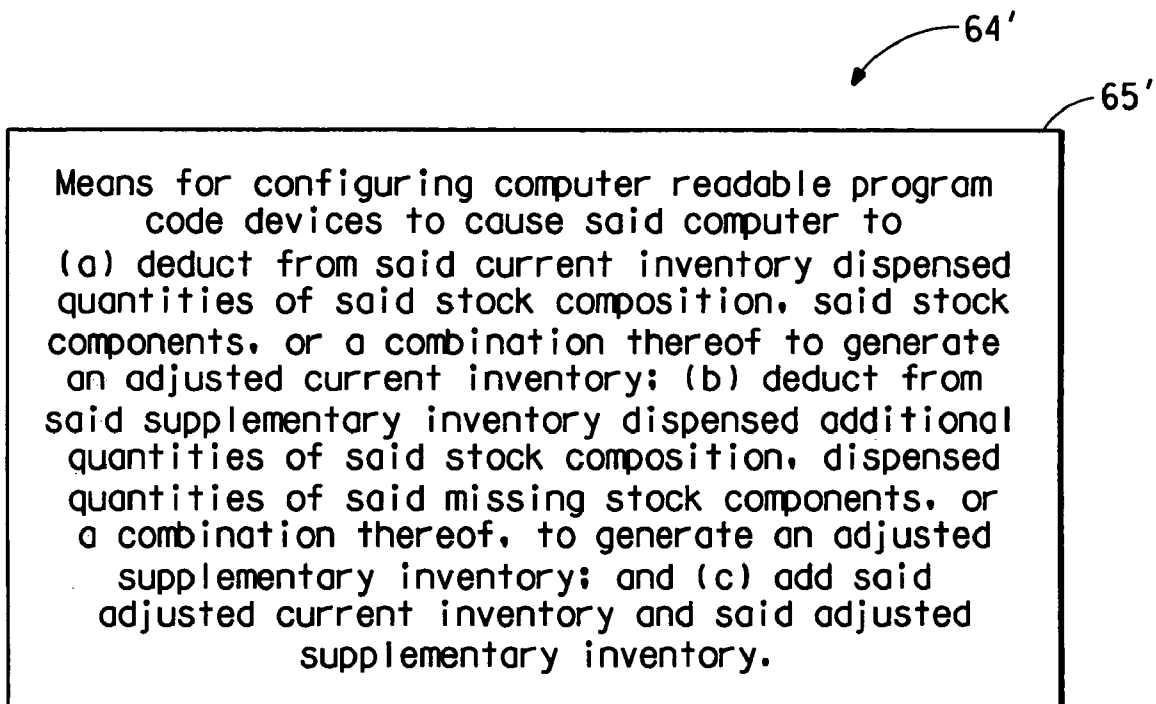 64'
65'
Means for configuring computer readable program
code devices to cause said computer to
(a) deduct from said current inventory dispensed
quantities of said stock composition, said stock
components, or a combination thereof to generate
an adjusted current inventory; (b) deduct from
said supplementary inventory dispensed additional
quantities of said stock composition, dispensed
quantities of said missing stock components, or
a combination thereof, to generate an adjusted
supplementary inventory; and (c) add said
adjusted current inventory and said adjusted
supplementary inventory.